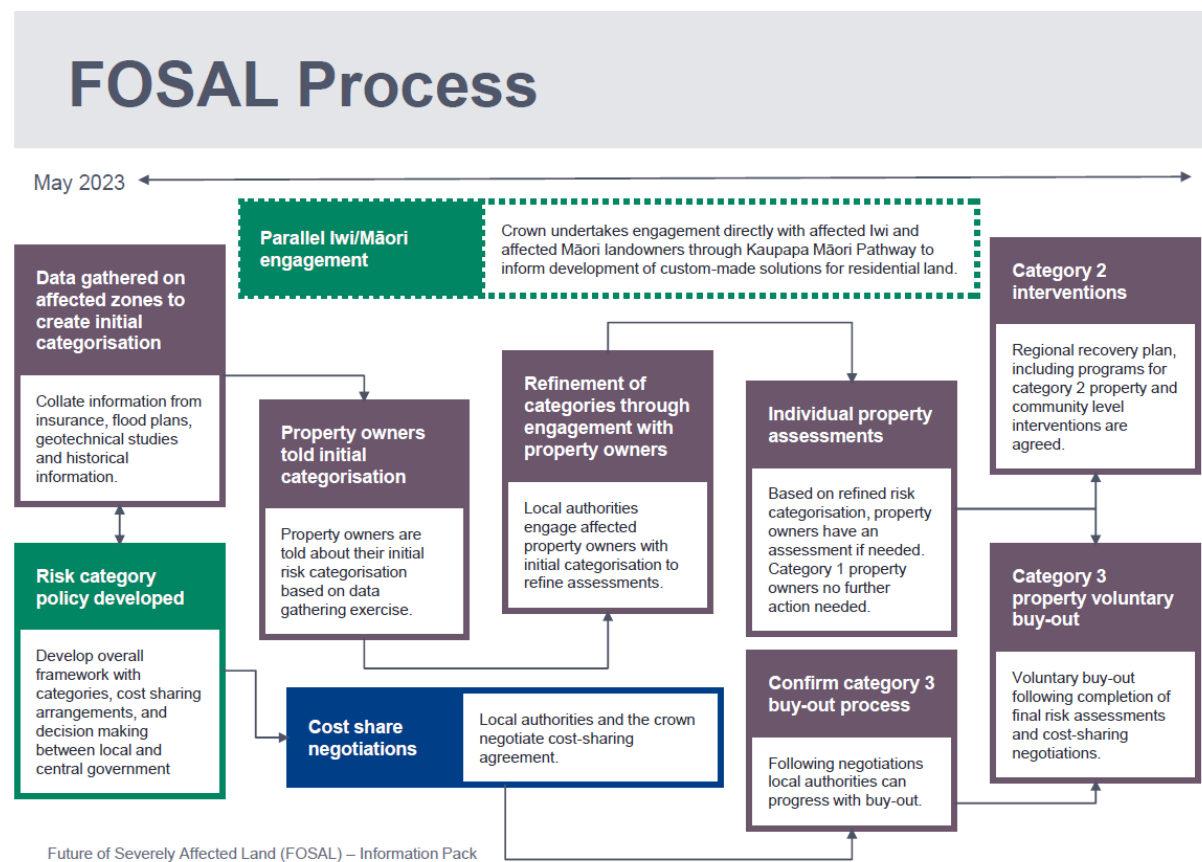 FOSAL Process
May 2023
Parallel Iwi/Māori
engagement
Crown undertakes engagement directly with affected Iwi and
affected Māori landowners through Kaupapa Māori Pathway to
inform development of custom-made solutions for residential land.
Data gathered on
affected zones to
create initial
categorisation
Collate information from
insurance, flood plans,
geotechnical studies
and historical
information.
Risk category
policy developed
Develop overall
framework with
categories, cost sharing
arrangements, and
decision making
between local and
central government
Property owners
told initial
categorisation
Property owners are
told about their initial
risk categorisation
based on data
gathering exercise.
Refinement of
categories through
engagement with
property owners
Local authorities
engage affected
property owners with
initial categorisation to
refine assessments.
Cost share
negotiations
Local authorities and the crown
negotiate cost-sharing
agreement.
Individual property
assessments
Based on refined risk
categorisation, property
owners have an
assessment if needed.
Category 1 property
owners no further
action needed.
Confirm category 3
buy-out process
Following negotiations
local authorities can
progress with buy-out.
Category 2
interventions
Regional recovery plan,
including programs for
category 2 property and
community level
interventions are
agreed.
Category 3
property voluntary
buy-out
Voluntary buy-out
following completion of
final risk assessments
and cost-sharing
negotiations.
Future of Severely Affected Land (FOSAL) – Information Pack